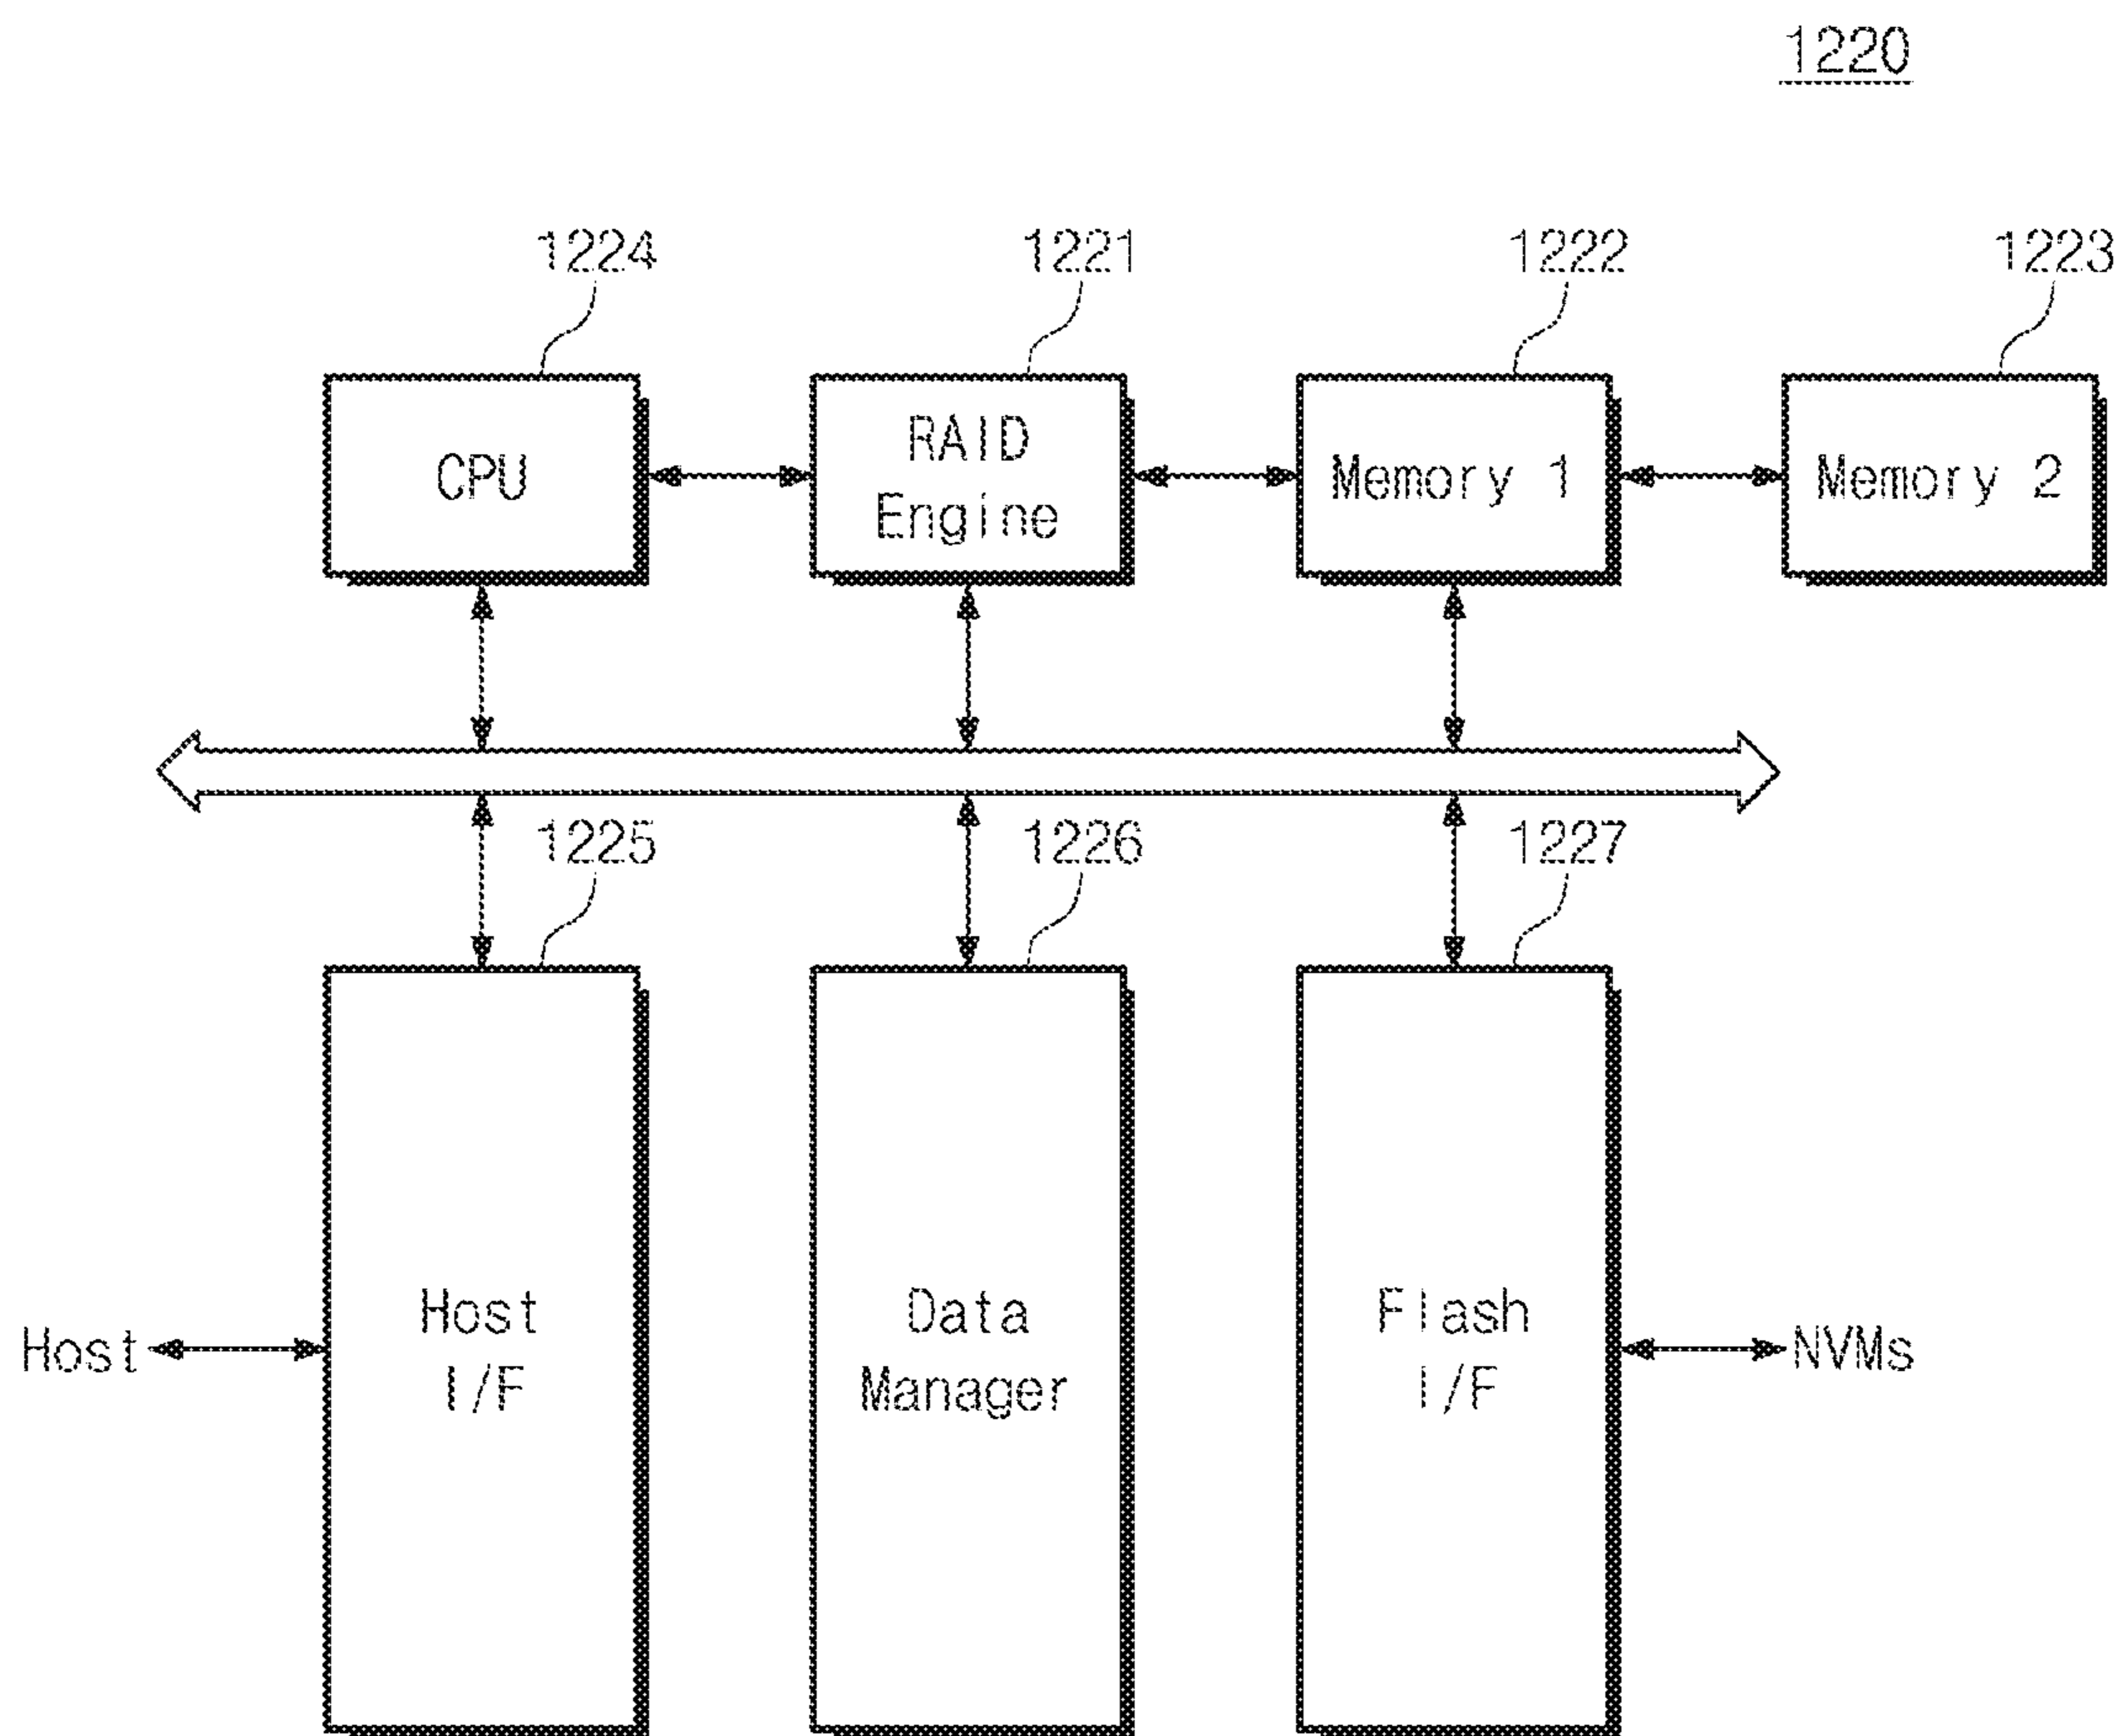 1220
1224
1221
1222
1223
CPU
RAID
Engine
Memory 1
Memory 2
1225
1226
1227
Host
Host
I/F
Data
Manager
Flash
I/F
NVMs